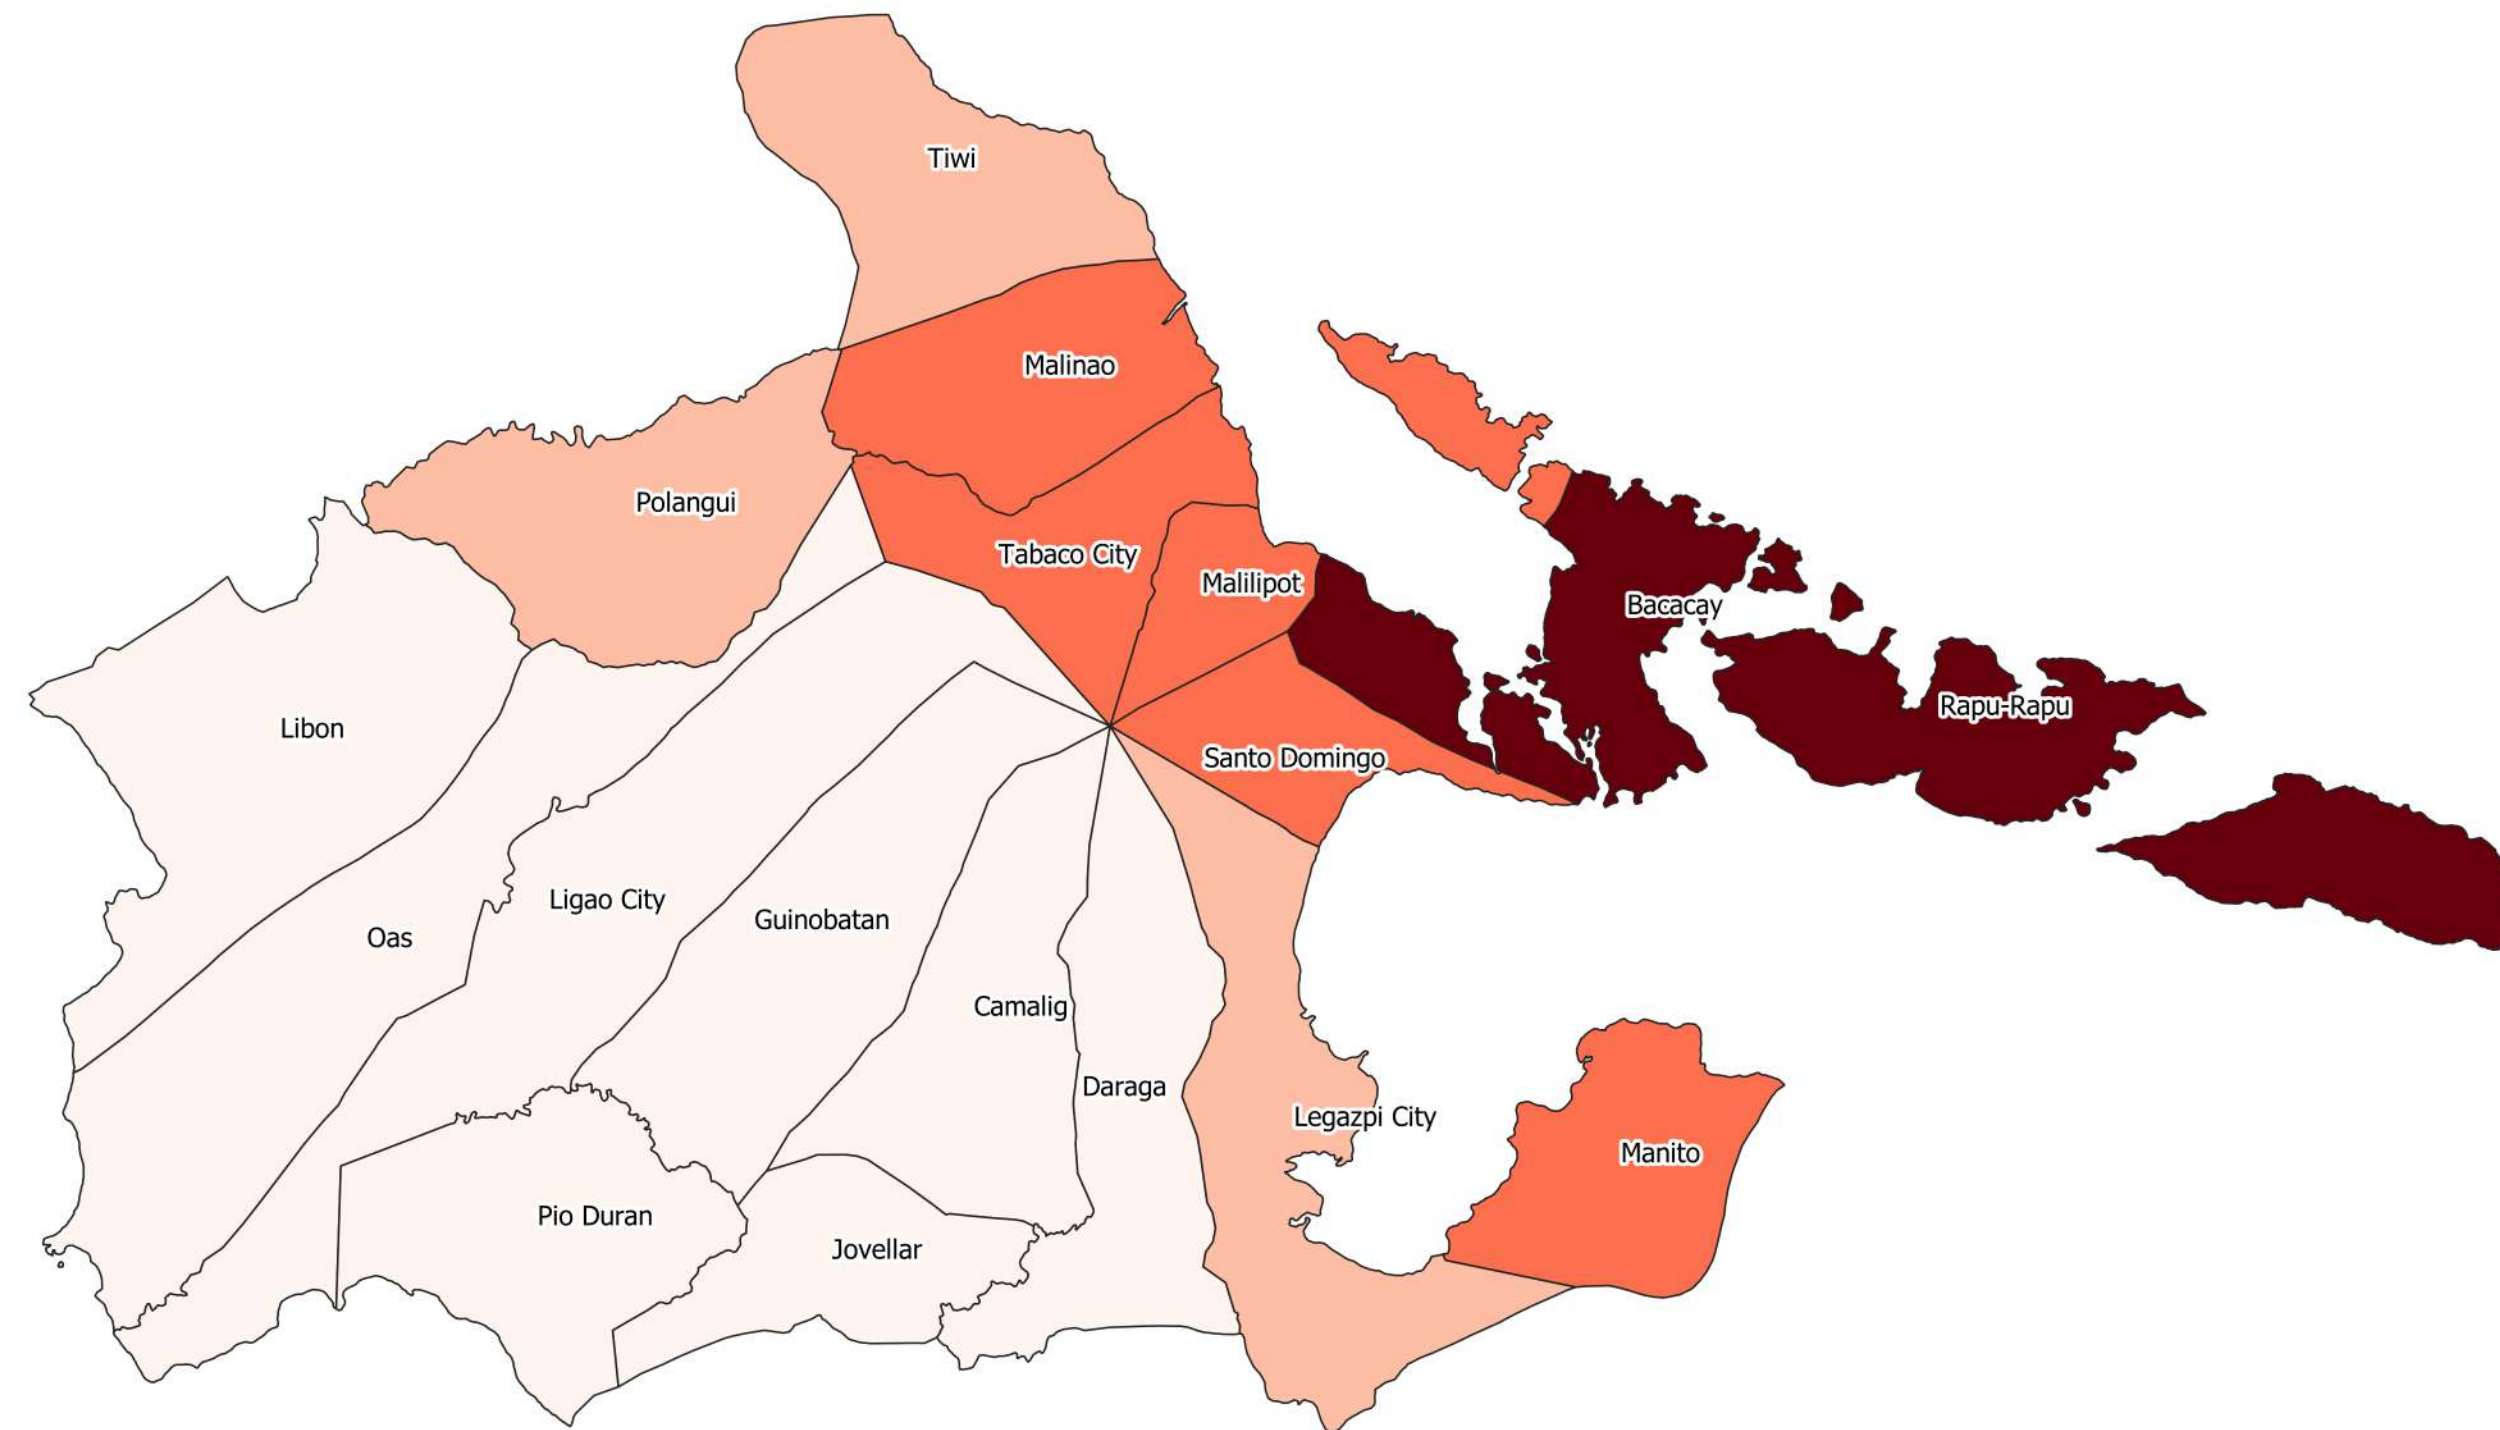 Tiwi
Malinao
Polangui
Tabaco City
Malilipot
Bacacay
Rapu-Rapu
Libon
Santo Domingo
Ligao City
Guinobatan
Oas
Camalig
Daraga
Legazpi City
Manito
Pio Duran
Jovellar